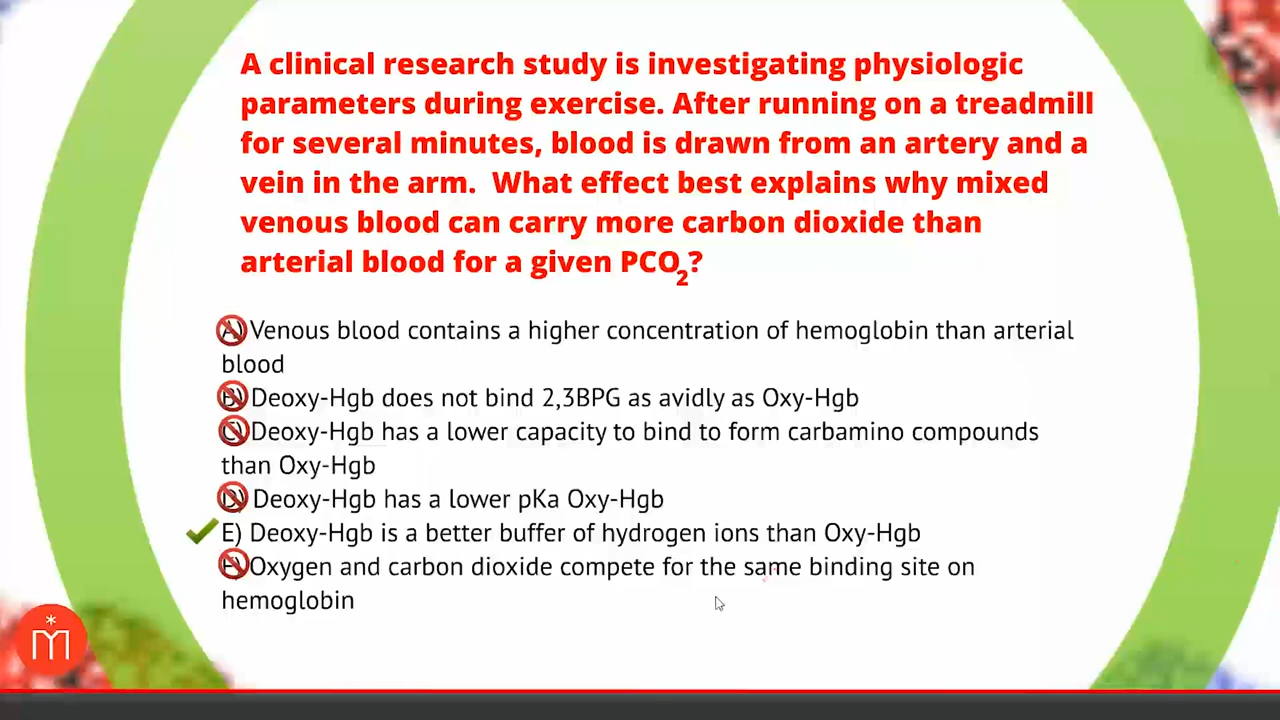 A clinical research study is investigating physiologic
parameters during exercise. After running on a treadmill
for several minutes, blood is drawn from an artery and a
vein in the arm.  What effect best explains why mixed
venous blood can carry more carbon dioxide than
arterial blood for a given PCO2?
A) Venous blood contains a higher concentration of hemoglobin than arterial
blood
B) Deoxy-Hgb does not bind 2,3BPG as avidly as Oxy-Hgb
C) Deoxy-Hgb has a lower capacity to bind to form carbamino compounds
than Oxy-Hgb
D) Deoxy-Hgb has a lower pKa Oxy-Hgb
E) Deoxy-Hgb is a better buffer of hydrogen ions than Oxy-Hgb
F) Oxygen and carbon dioxide compete for the same binding site on
hemoglobin
M